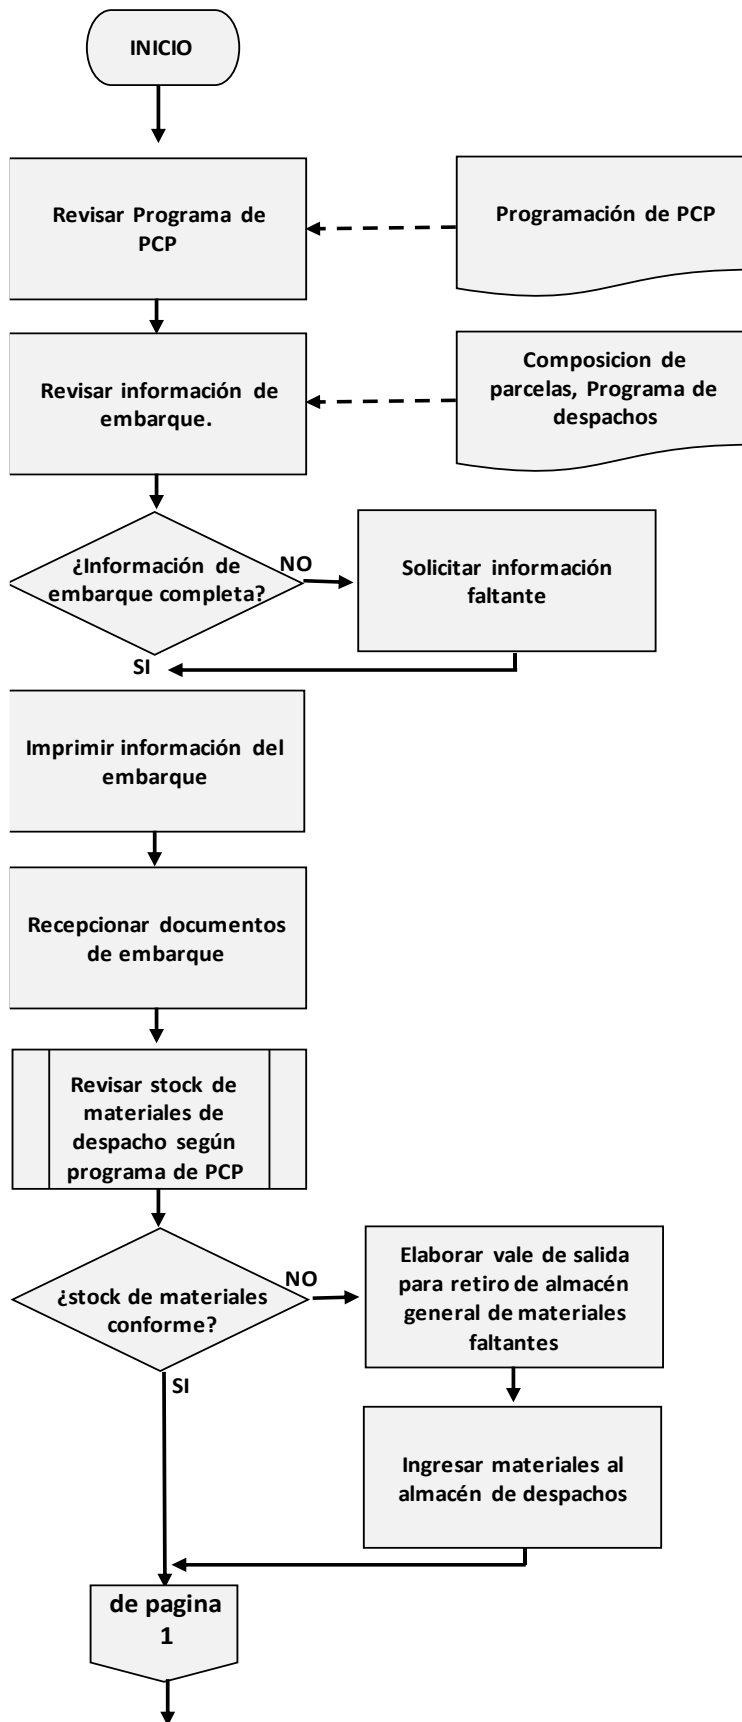 INICIO
Revisar Programa de
PCP
Programación de PCP
Revisar información de
embarque.
Composicion de
parcelas, Programa de
despachos
¿Información de
embarque completa?
NO
Solicitar información
faltante
SI
Imprimir información del
embarque
Recepcionar documentos
de embarque
Revisar stock de
materiales de
despacho según
programa de PCP
¿stock de materiales
conforme?
NO
Elaborar vale de salida
para retiro de almacén
general de materiales
faltantes
SI
Ingresar materiales al
almacén de despachos
de pagina
1